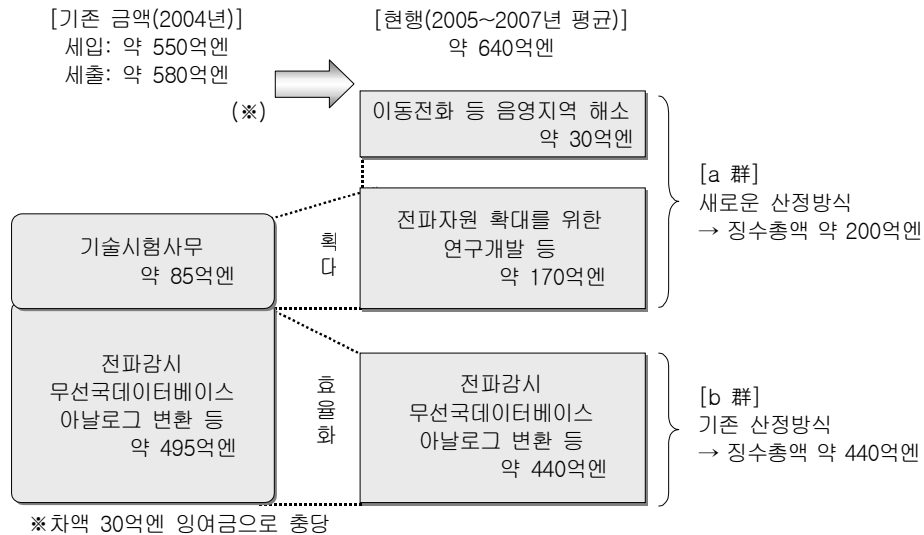 [기존 금액(2004년)]
세입: 약 550억엔
세출: 약 580억엔
(※)
[현행(2005~2007년 평균)]
약 640억엔
이동전화 등 음영지역 해소
약 30억엔
기술시험사무
약 85억엔
확
다
전파자원 확대를 위한
연구개발 등
약 170억엔
[a 群]
새로운 산정방식
→ 징수총액 약 200억엔
전파감시
무선국데이터베이스
아날로그 변환 등
약 495억엔
효
율
화
전파감시
무선국데이터베이스
아날로그 변환 등
약 440억엔
[b 群]
기존 산정방식
→ 징수총액 약 440억엔
※차액 30억엔 잉여금으로 충당